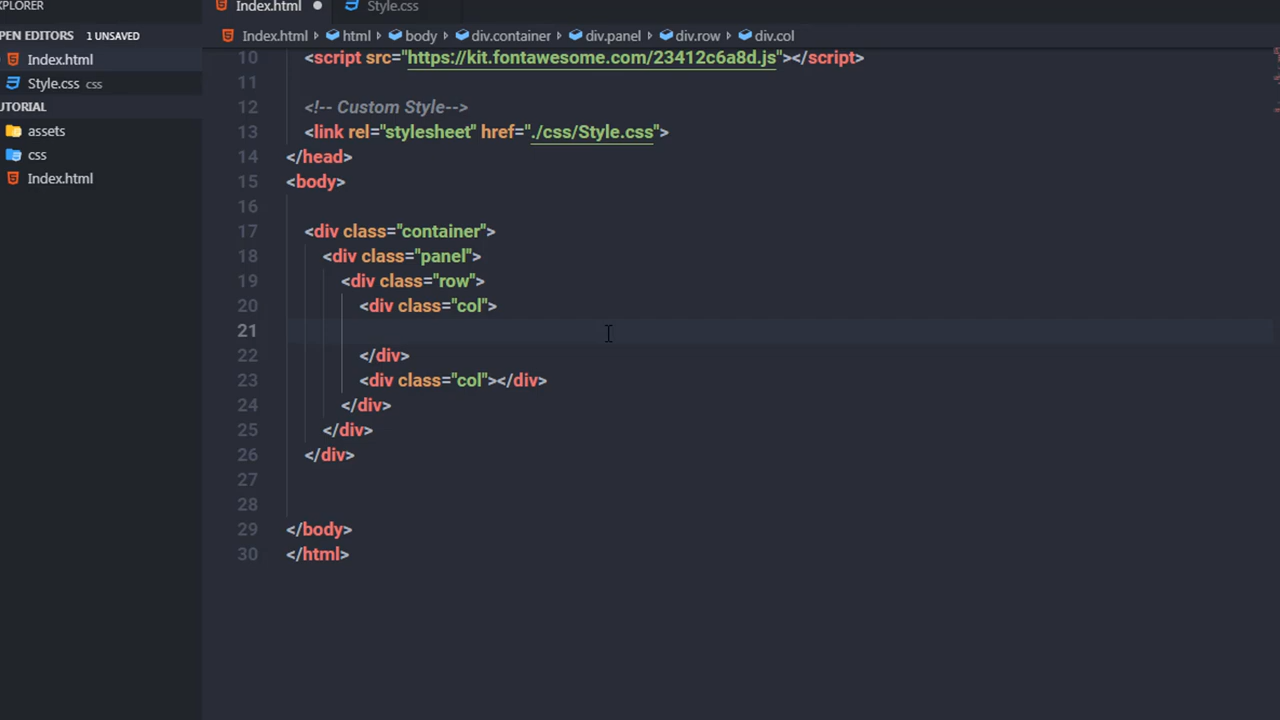 XPLORER
Index.html
Style.css
PEN EDITORS 1 UNSAVED
Index.html
Style.css css
UTORIAL
assets
css
Index.html
Index.html > html > body > div.container > div.panel > div.row > div.col
10 <script src="https://kit.fontawesome.com/23412c6a8d.js"></script>
11
12 <!-- Custom Style-->
13 <link rel="stylesheet" href="./css/Style.css">
14 </head>
15 <body>
16
17 <div class="container">
18 <div class="panel">
19 <div class="row">
20 <div class="col">
21
22 </div>
23 <div class="col"></div>
24 </div>
25 </div>
26 </div>
27
28
29 </body>
30 </html>